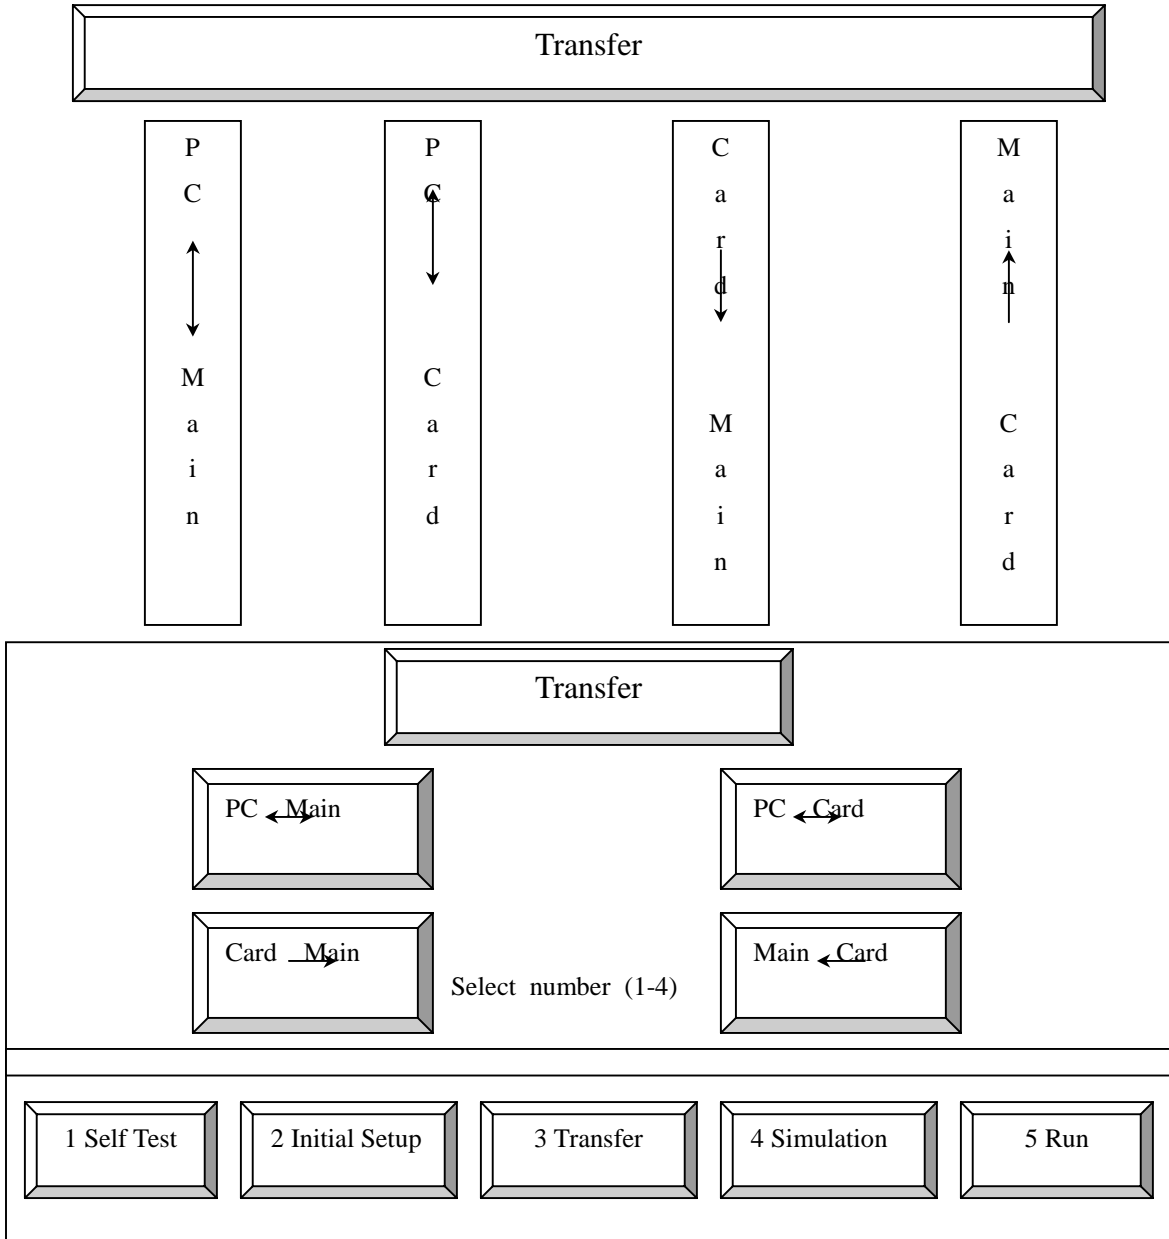 Transfer
PC ↔ Main
PC ↔ Card
Card → Main
Main ← Card
Transfer
PC ↔ Main
PC ↔ Card
Card → Main
Main ← Card
Select number (1-4)
1 Self Test
2 Initial Setup
3 Transfer
4 Simulation
5 Run